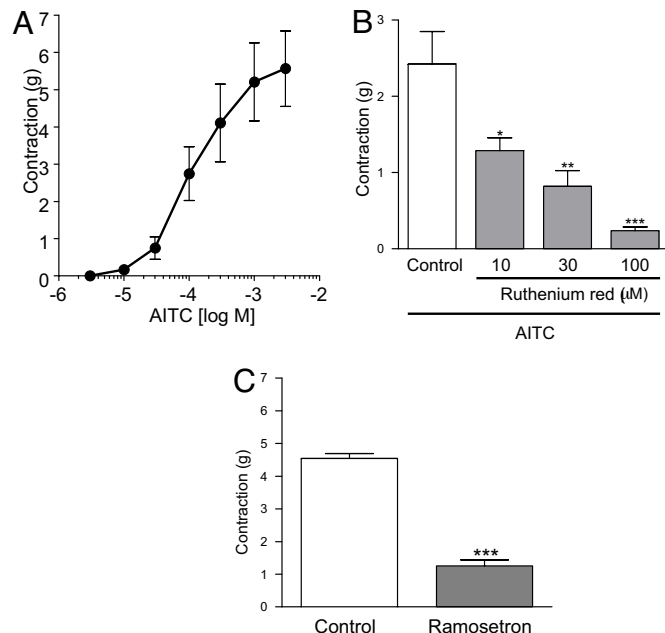 A
Contraction (g)
7
6
5
4
3
2
1
0
-6 -5 -4 -3 -2
AITC [log M]
B
Contraction (g)
3
2
1
0
*
**
***
Control 10 30 100
Ruthenium red (μM)
AITC
C
Contraction (g)
7
6
5
4
3
2
1
0
***
Control Ramosetron